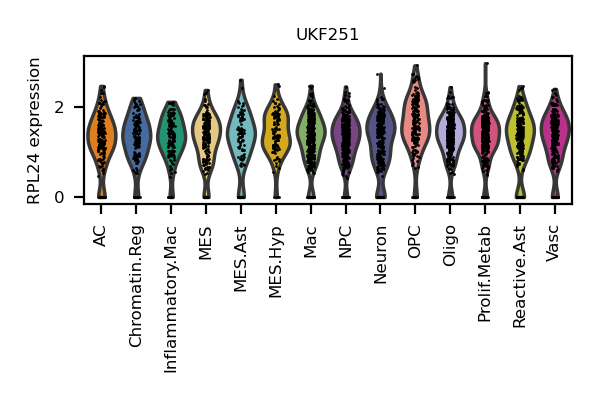 UKF251
RPL24 expression
2
0
AC
Chromatin.Reg
Inflammatory.Mac
MES
MES.Ast
MES.Hyp
Mac
NPC
Neuron
OPC
Oligo
Prolif.Metab
Reactive.Ast
Vasc